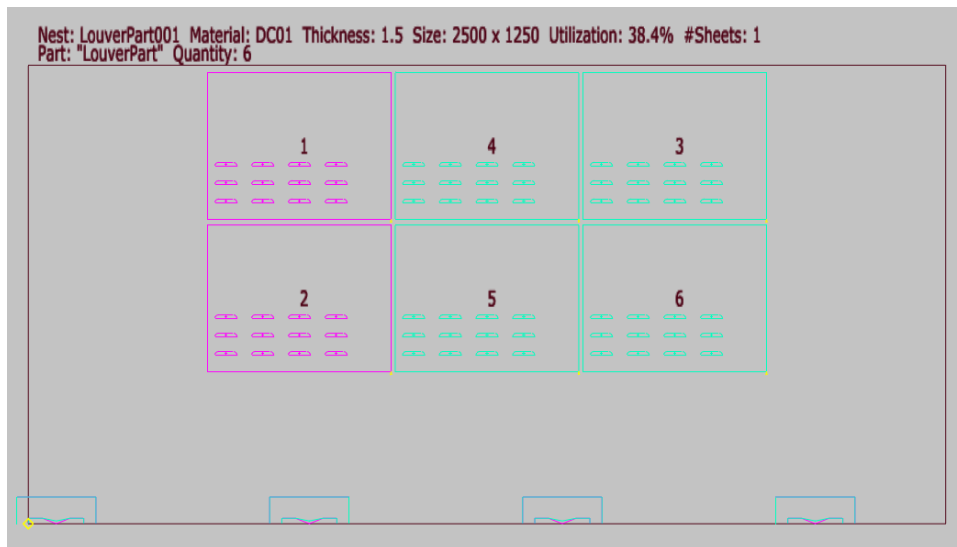 Nest: LouverPart001 Material: DC01 Thickness: 1.5 Size: 2500 x 1250 Utilization: 38.4% #Sheets: 1
Part: "LouverPart" Quantity: 6
1 4 3
2 5 6